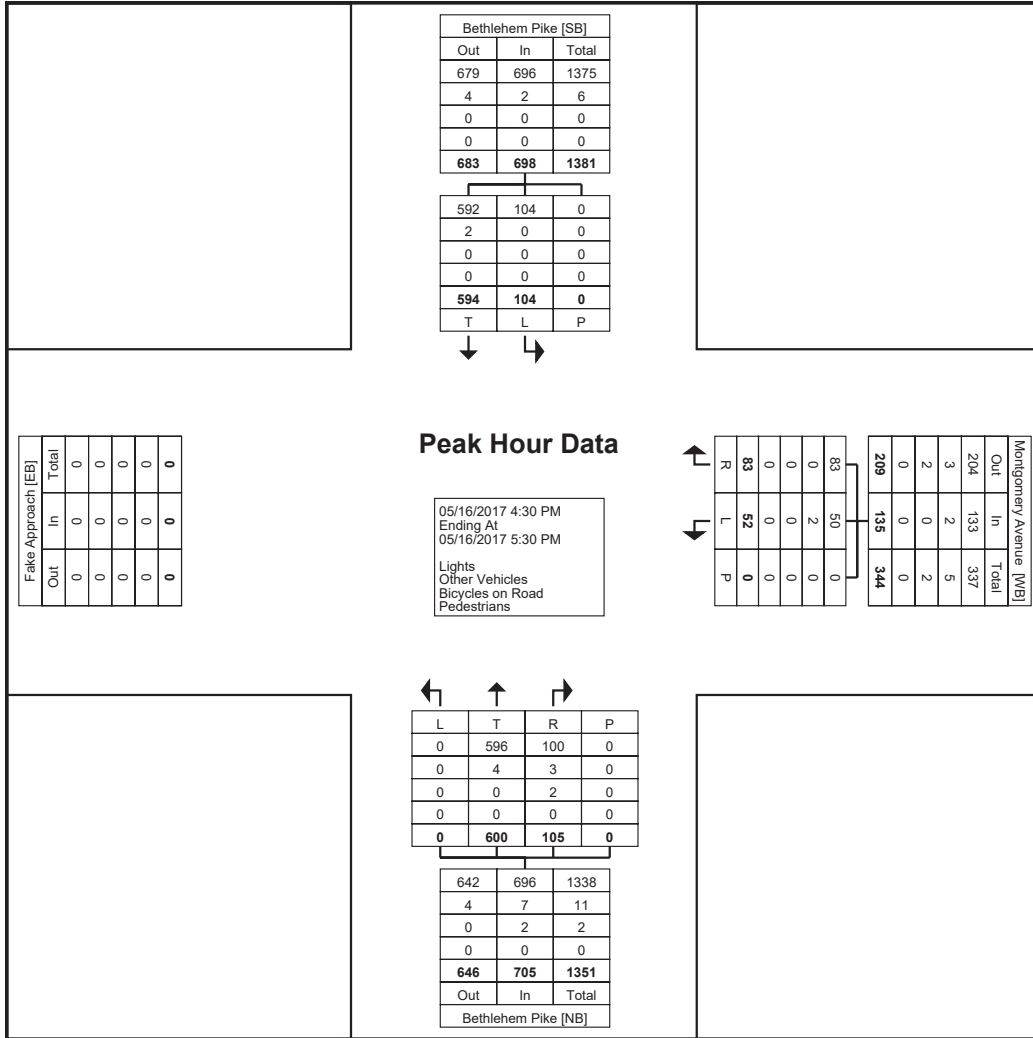 Bethlehem Pike [SB]
Out In Total
679 696 1375
4 2 6
0 0 0
0 0 0
683 698 1381
592 104 0
2 0 0
0 0 0
0 0 0
594 104 0
T L P
Fake Approach [EB]
Out In Total
0 0 0
0 0 0
0 0 0
0 0 0
0 0 0
Peak Hour Data
05/16/2017 4:30 PM
Ending At
05/16/2017 5:30 PM
Lights
Other Vehicles
Bicycles on Road
Pedestrians
Montgomery Avenue [WB]
Out In Total
204 133 337
3 2 5
2 0 2
0 0 0
209 135 344
83 50 0
0 2 0
0 0 0
0 0 0
83 52 0
R L P
L T R P
0 596 100 0
0 4 3 0
0 0 2 0
0 0 0 0
0 600 105 0
642 696 1338
4 7 11
0 2 2
0 0 0
646 705 1351
Out In Total
Bethlehem Pike [NB]